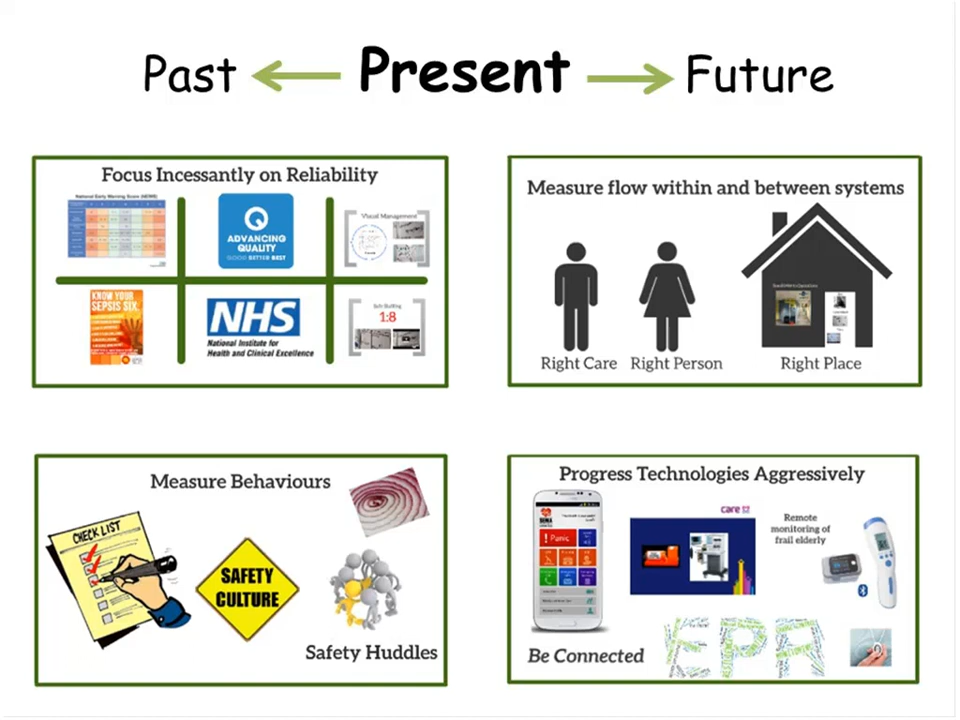 Past Present Future
Focus Incessantly on Reliability
National Early Warning Score (NEWS)
ADVANCING
QUALITY
GOOD BETTER BEST
Visual Management
KNOW YOUR
SEPSIS SIX
NHS
National Institute for
Health and Clinical Excellence
Safe Staffing
1:8
Measure flow within and between systems
Right Care Right Person Right Place
Measure Behaviours
CHECK LIST
SAFETY
CULTURE
Safety Huddles
Progress Technologies Aggressively
Panic
care
Remote
monitoring of
frail elderly
Be Connected
EPR